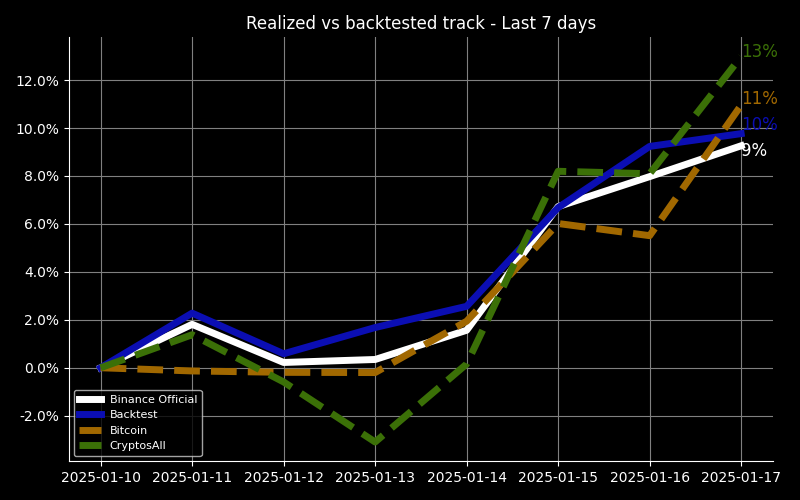 Realized vs backtested track - Last 7 days
13%
12.0%
11%
10.0%
10%
9%
8.0%
6.0%
4.0%
2.0%
0.0%
-2.0%
Binance Official
Backtest
Bitcoin
CryptosAll
2025-01-10 2025-01-11 2025-01-12 2025-01-13 2025-01-14 2025-01-15 2025-01-16 2025-01-17